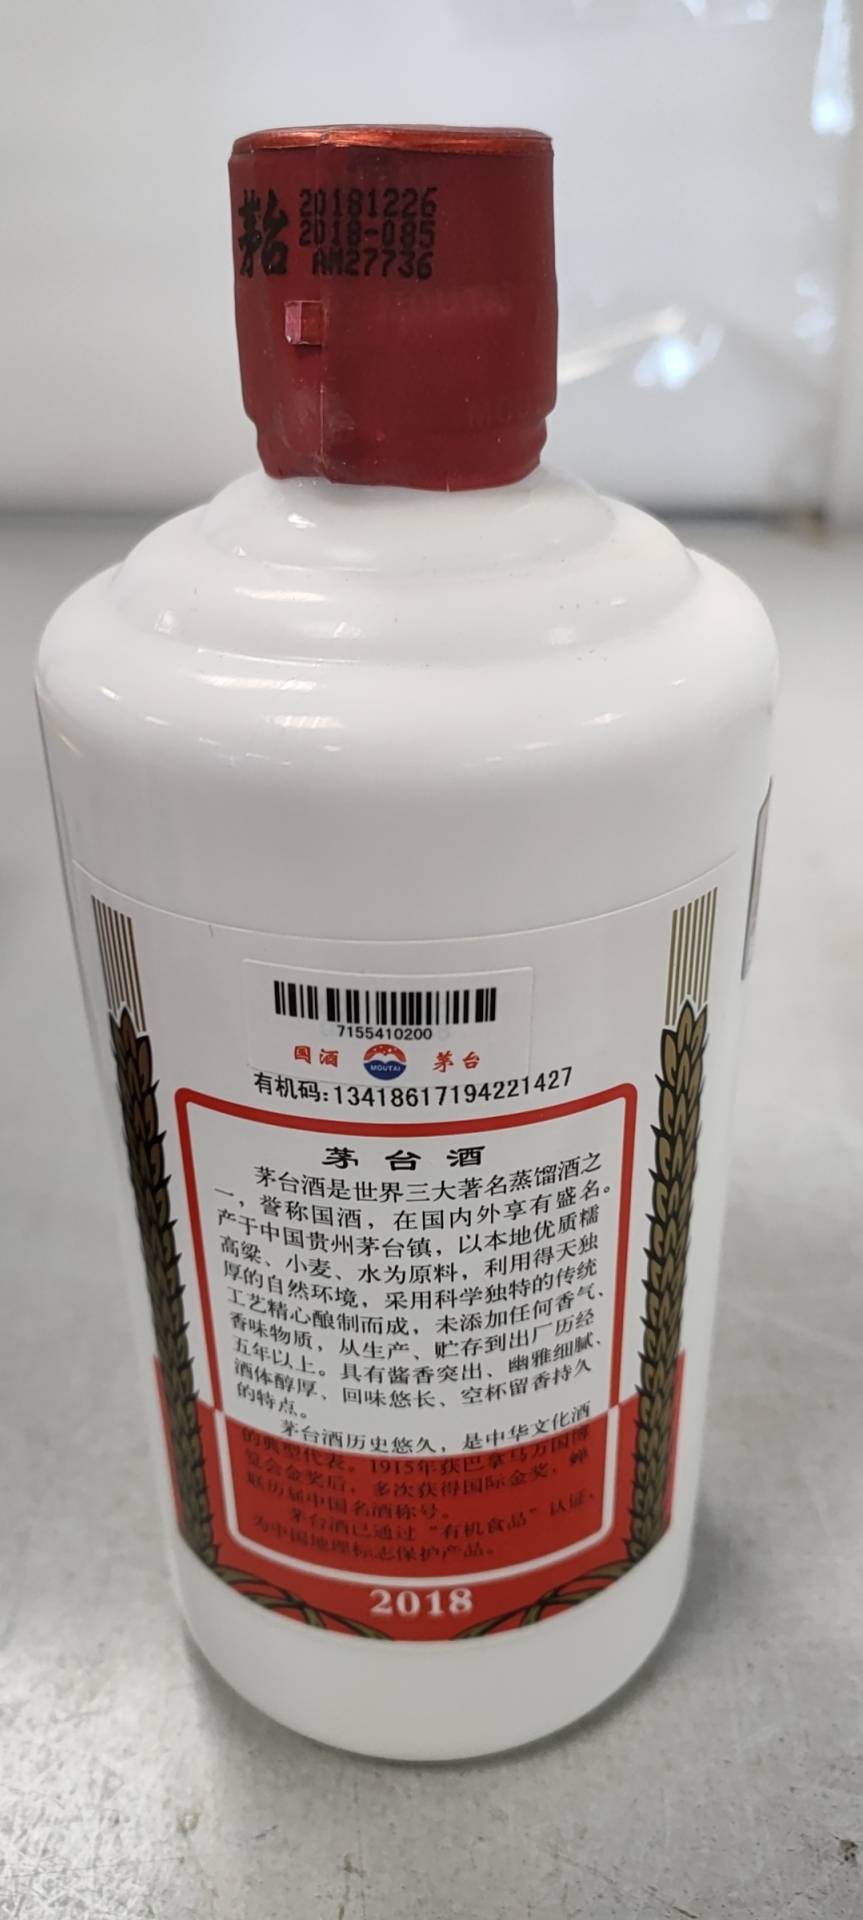 茅台
20181226
2018-085
AM27736
7155410200
国酒 MOUTAI 茅台
有机码:13418617194221427
茅台酒
茅台酒是世界三大著名蒸馏酒之
一，誉称国酒，在国内外享有盛名。
产于中国贵州茅台镇，以本地优质糯
高粱、小麦、水为原料，利用得天独
厚的自然环境，采用科学独特的传统
工艺精心酿制而成，未添加任何香气、
香味物质，从生产、贮存到出厂历经
五年以上。具有酱香突出、幽雅细腻、
酒体醇厚、回味悠长、空杯留香持久
的特点。
茅台酒历史悠久，是中华文化酒
的典型代表。1915年获巴拿马万国博
览会金奖后，多次获得国际金奖，蝉
联历届中国名酒称号。
茅台酒已通过“有机食品”认证，
为中国地理标志保护产品。
2018